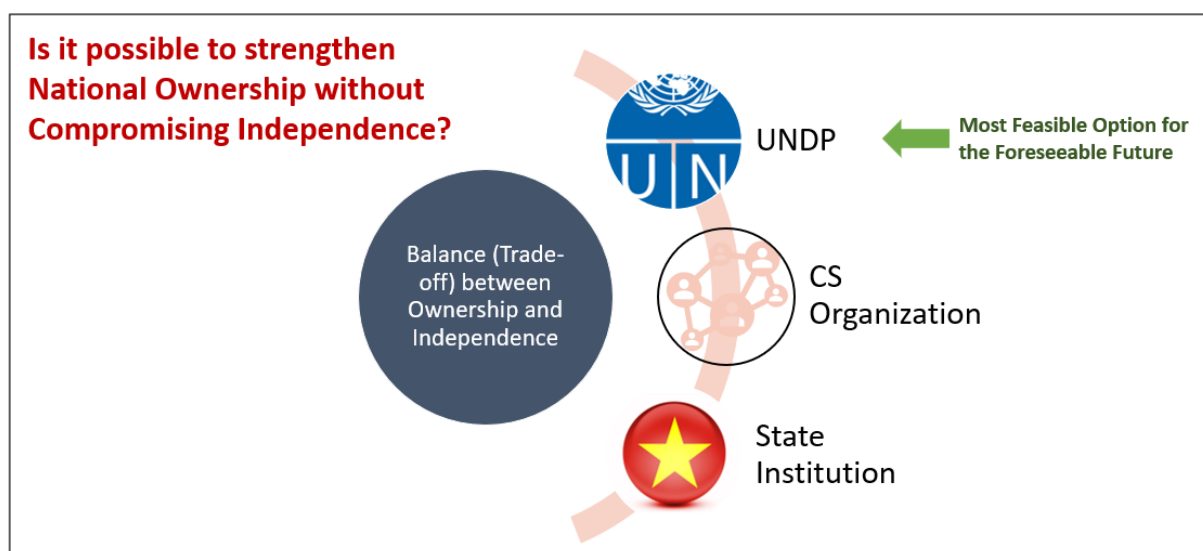 Is it possible to strengthen
National Ownership without
Compromising Independence?
UN
UNDP
Most Feasible Option for
the Foreseeable Future
Balance (Trade-
off) between
Ownership and
Independence
CS
Organization
State
Institution